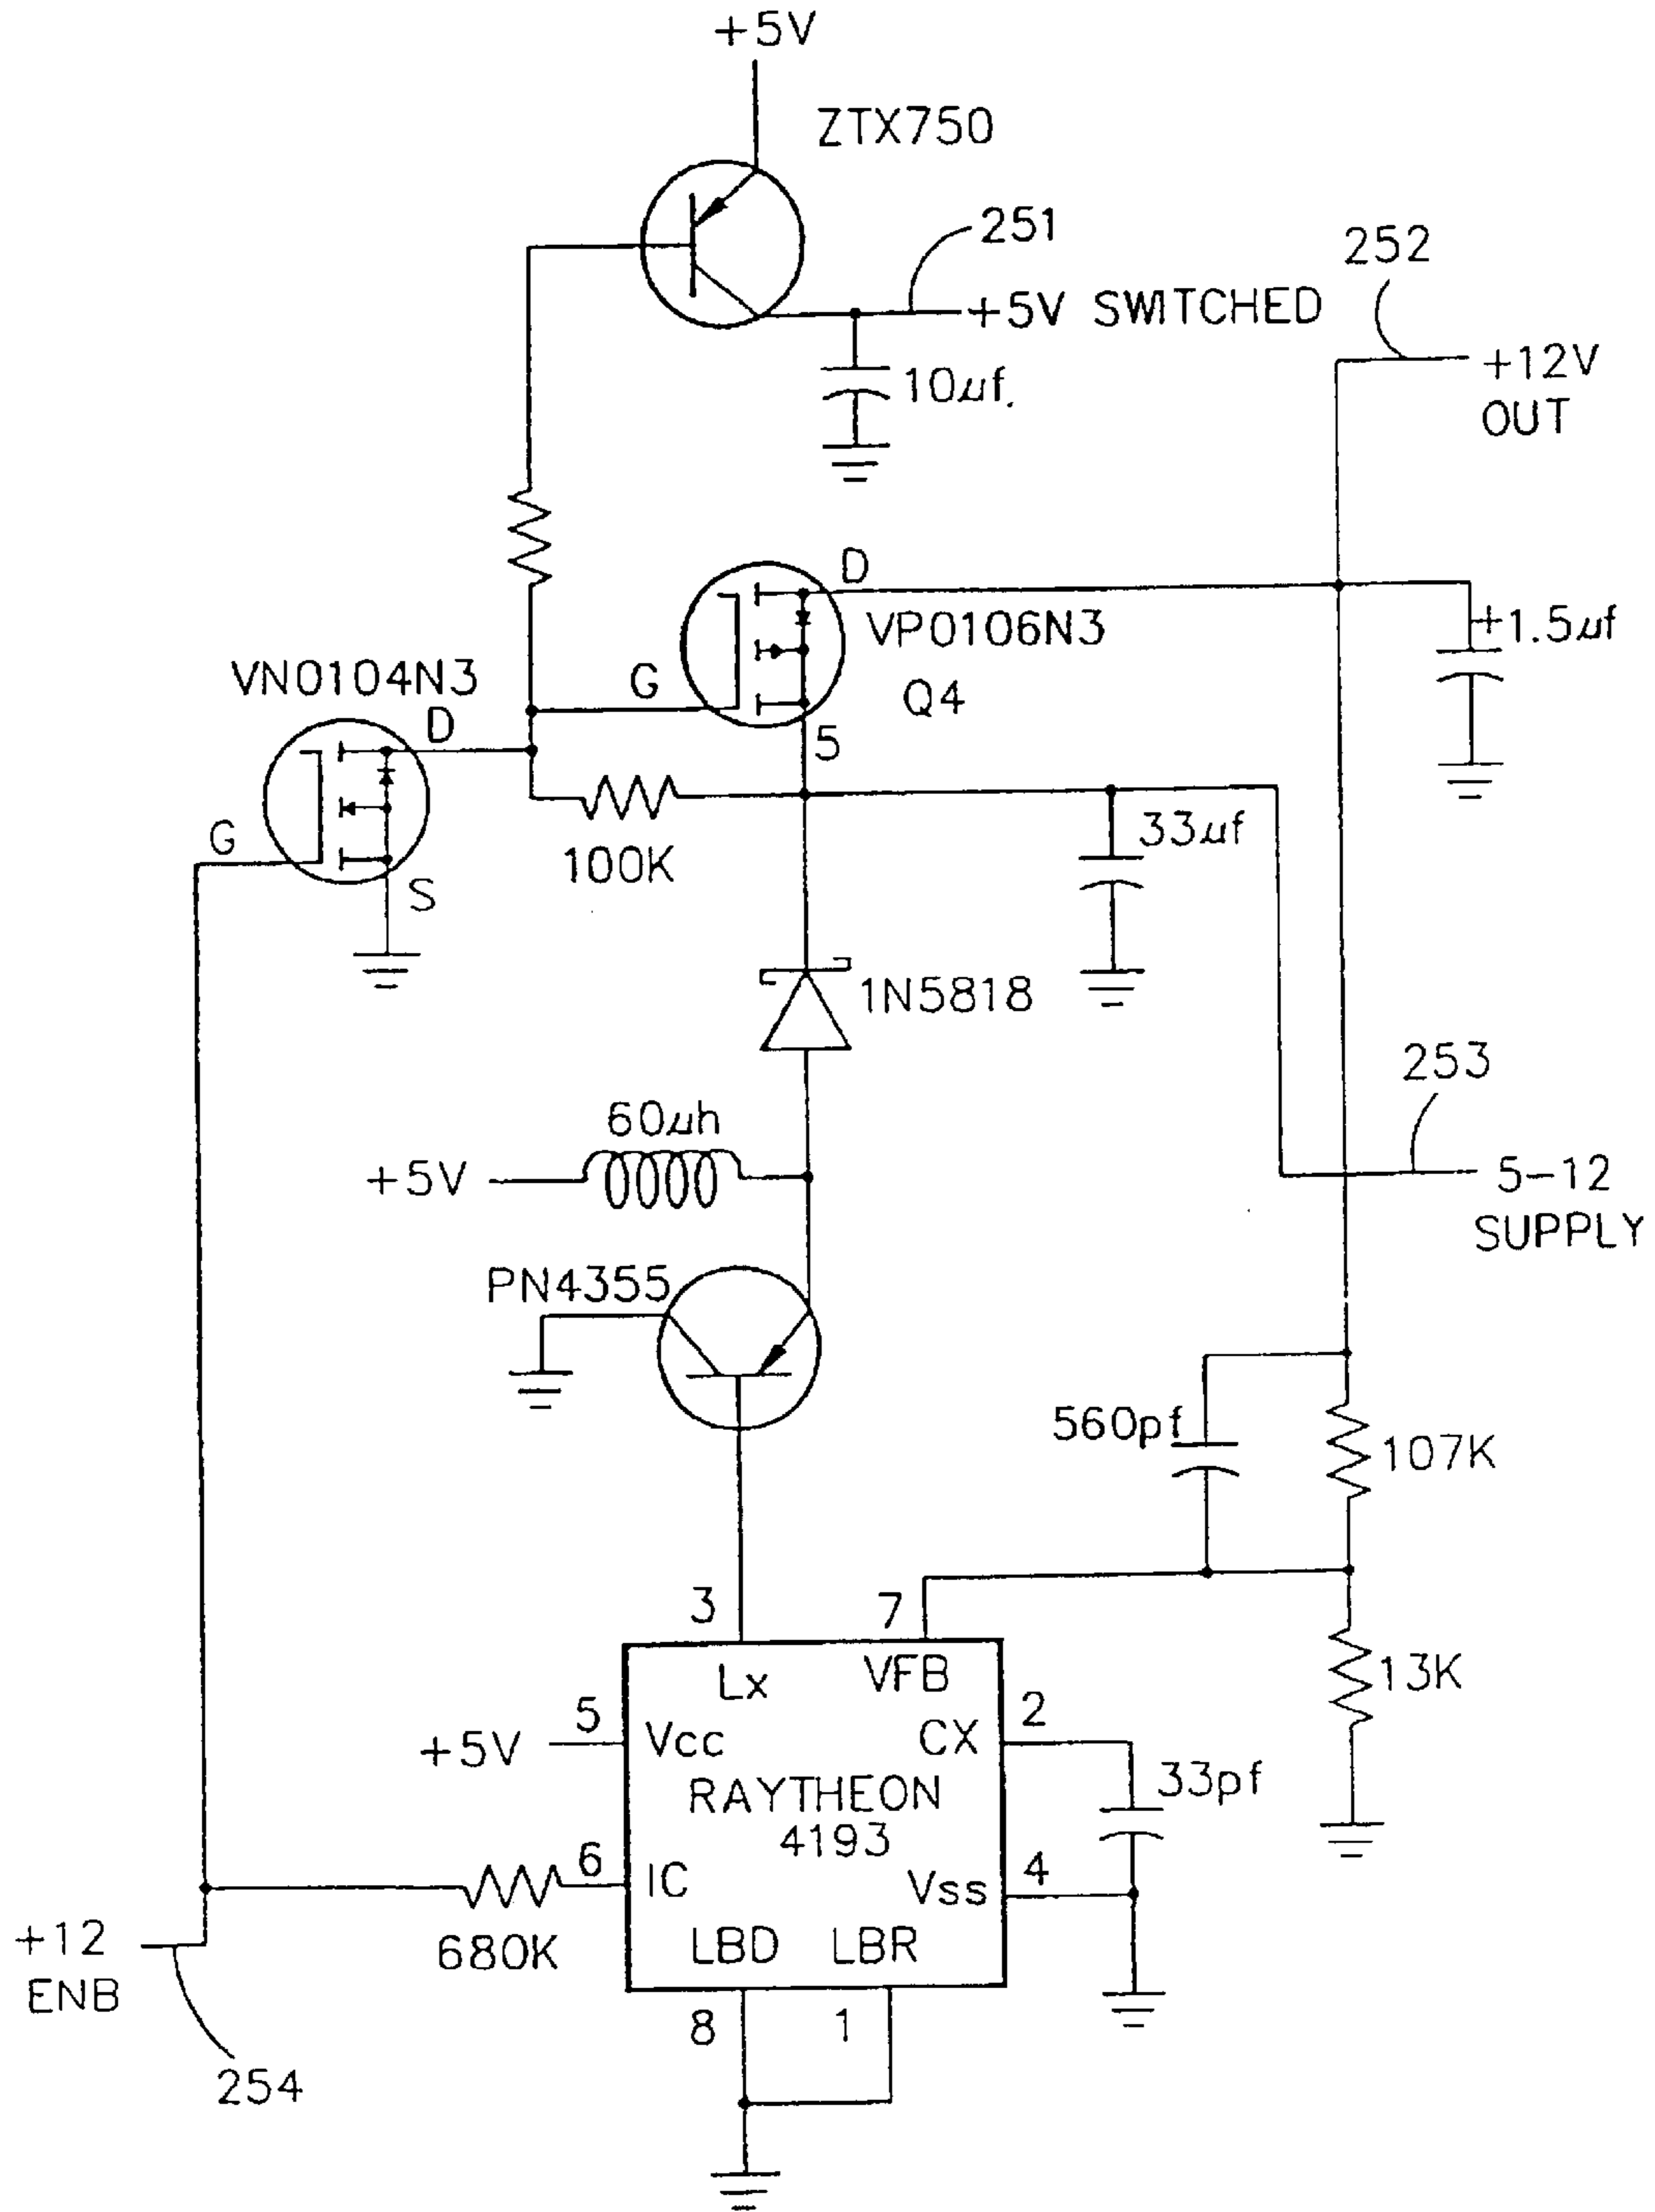 +5V
ZTX750
251
+5V SWITCHED
10µf.
252
+12V
OUT
D
VP0106N3
Q4
G
5
+1.5µf
VN0104N3
D
G
S
100K
33µf
1N5818
253
5-12
SUPPLY
60µh
+5V
PN4355
560pf
107K
3
7
Lx
VFB
13K
5
+5V
Vcc
CX
2
RAYTHEON
4193
33pf
6
IC
Vss
4
680K
LBD
LBR
+12
ENB
8
1
254